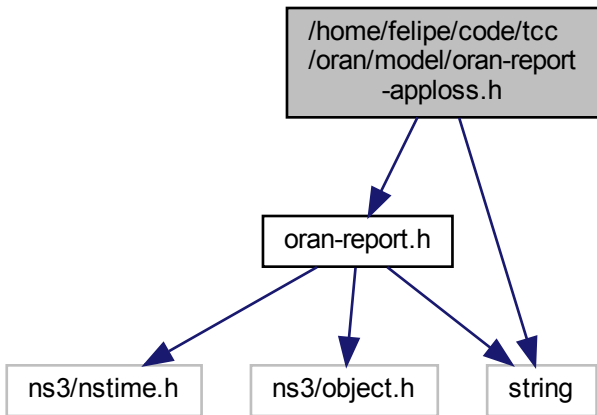 /home/felipe/code/tcc
/oran/model/oran-report
-apploss.h
oran-report.h
ns3/nstime.h
ns3/object.h
string